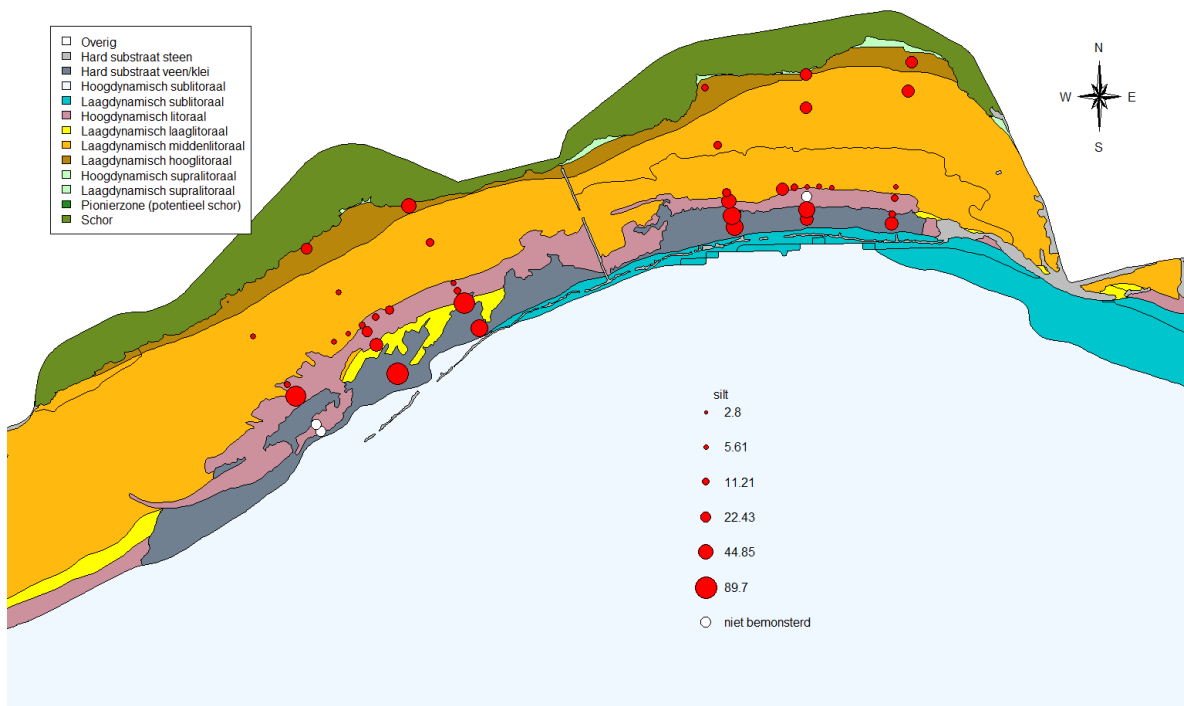 Overig
Hard substraat steen
Hard substraat veen/klei
Hoogdynamisch sublitoraal
Laagdynamisch sublitoraal
Hoogdynamisch litoraal
Laagdynamisch laaglitoraal
Laagdynamisch middenlitoraal
Laagdynamisch hooglitoraal
Hoogdynamisch supralitoraal
Laagdynamisch supralitoraal
Pionierzone (potentieel schor)
Schor
N
W E
S
silt
2.8
5.61
11.21
22.43
44.85
89.7
niet bemonsterd